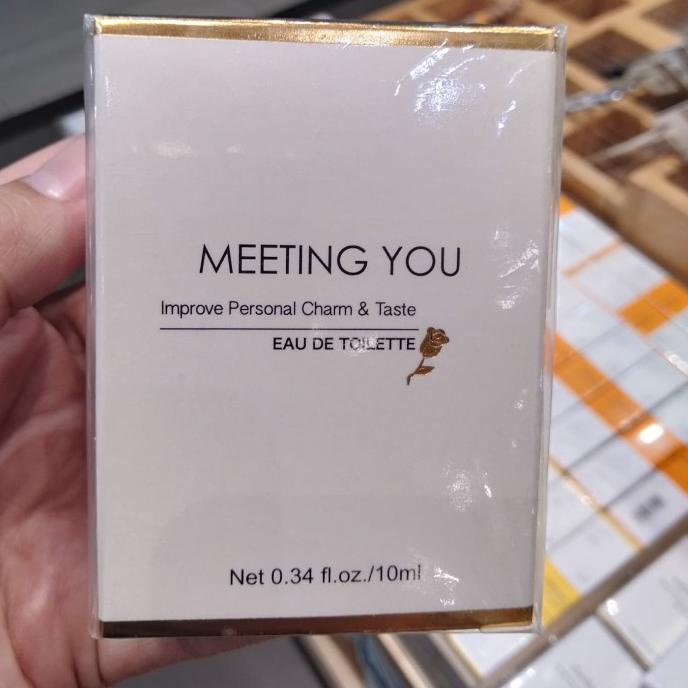 MEETING YOU
Improve Personal Charm & Taste
EAU DE TOILETTE
Net 0.34 fl.oz./10ml